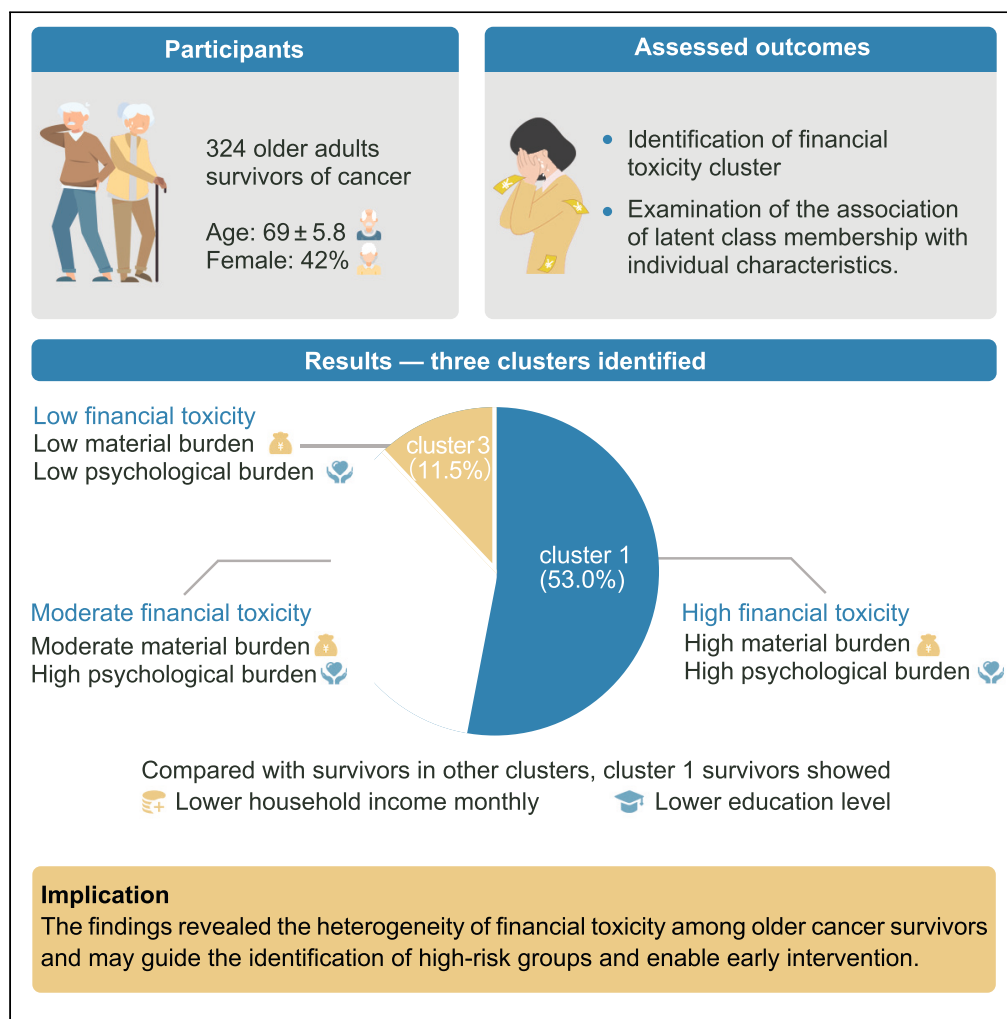 Participants
324 older adults
survivors of cancer
Age: 69 ± 5.8
Female: 42%
Assessed outcomes
• Identification of financial
toxicity cluster
• Examination of the association
of latent class membership with
individual characteristics.
Results — three clusters identified
Low financial toxicity
Low material burden
Low psychological burden
cluster 3
(11.5%)
cluster 1
(53.0%)
Moderate financial toxicity
Moderate material burden
High psychological burden
High financial toxicity
High material burden
High psychological burden
Compared with survivors in other clusters, cluster 1 survivors showed
Lower household income monthly
Lower education level
Implication
The findings revealed the heterogeneity of financial toxicity among older cancer survivors
and may guide the identification of high-risk groups and enable early intervention.